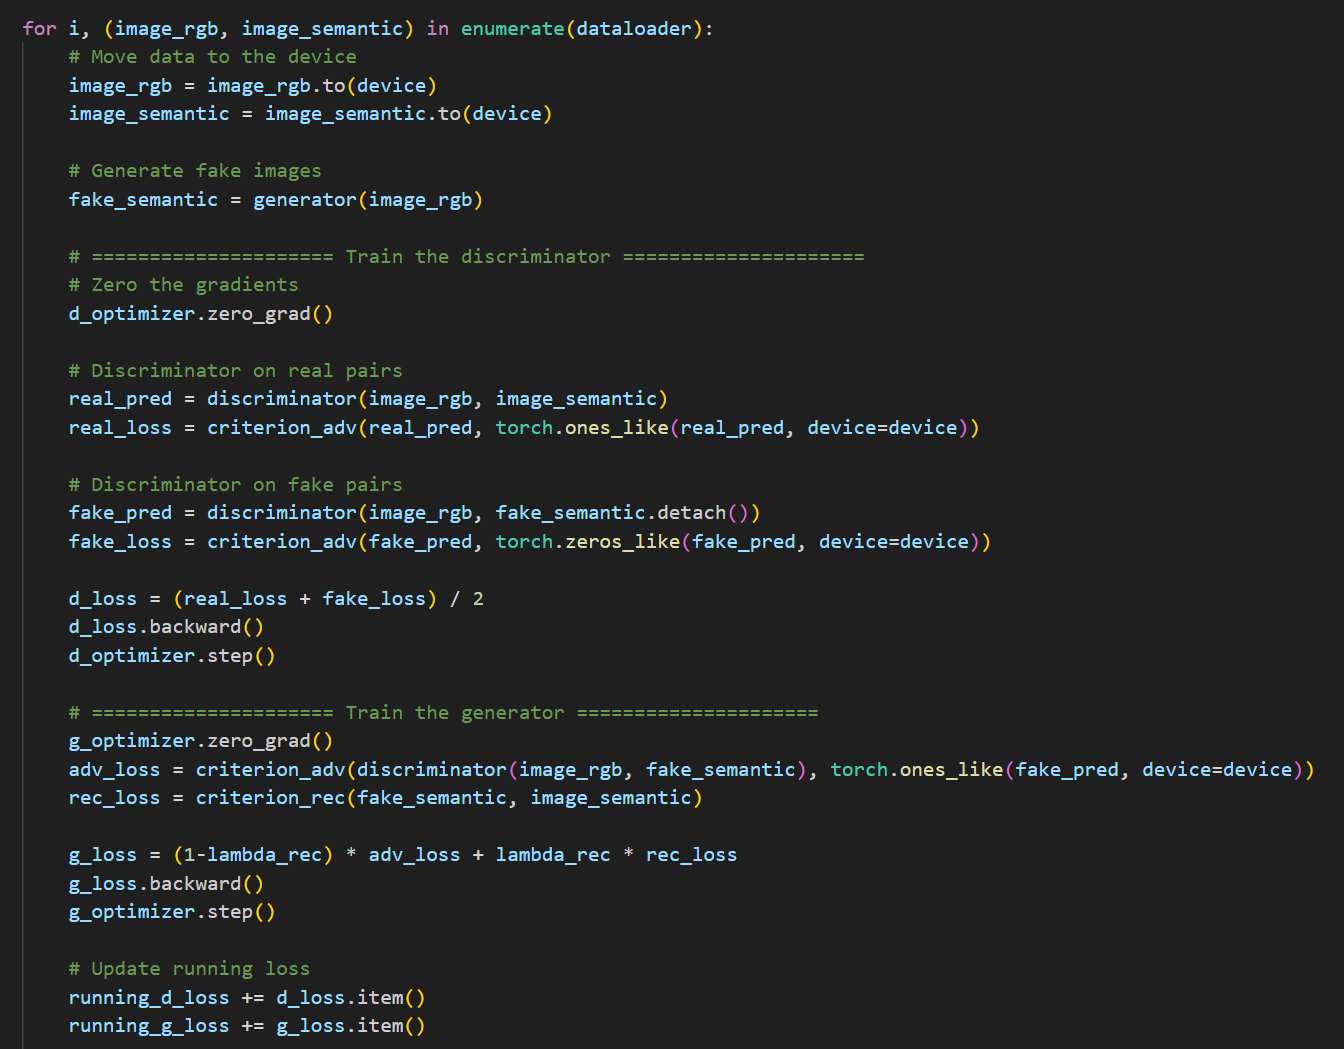 for i, (image_rgb, image_semantic) in enumerate(dataloader):
# Move data to the device
image_rgb = image_rgb.to(device)
image_semantic = image_semantic.to(device)
# Generate fake images
fake_semantic = generator(image_rgb)
# ===================== Train the discriminator =====================
# Zero the gradients
d_optimizer.zero_grad()
# Discriminator on real pairs
real_pred = discriminator(image_rgb, image_semantic)
real_loss = criterion_adv(real_pred, torch.ones_like(real_pred, device=device))
# Discriminator on fake pairs
fake_pred = discriminator(image_rgb, fake_semantic.detach())
fake_loss = criterion_adv(fake_pred, torch.zeros_like(fake_pred, device=device))
d_loss = (real_loss + fake_loss) / 2
d_loss.backward()
d_optimizer.step()
# ===================== Train the generator =====================
g_optimizer.zero_grad()
adv_loss = criterion_adv(discriminator(image_rgb, fake_semantic), torch.ones_like(fake_pred, device=device))
rec_loss = criterion_rec(fake_semantic, image_semantic)
g_loss = (1-lambda_rec) * adv_loss + lambda_rec * rec_loss
g_loss.backward()
g_optimizer.step()
# Update running loss
running_d_loss += d_loss.item()
running_g_loss += g_loss.item()